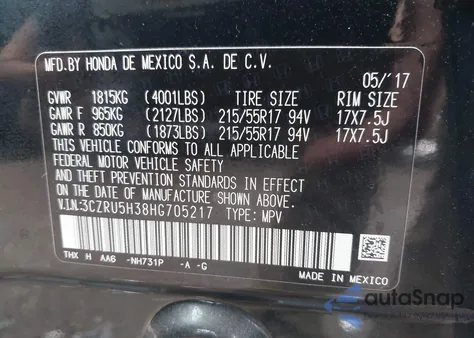 MFD. BY HONDA DE MEXICO S.A. DE C.V.
05/'17
GVWR 1815KG (4001LBS) TIRE SIZE RIM SIZE
GAWR F 965KG (2127LBS) 215/55R17 94V 17X7.5J
GAWR R 850KG (1873LBS) 215/55R17 94V 17X7.5J
THIS VEHICLE CONFORMS TO ALL APPLICABLE
FEDERAL MOTOR VEHICLE SAFETY
AND THEFT PREVENTION STANDARDS IN EFFECT
ON THE DATE OF MANUFACTURE SHOWN ABOVE.
V.I.N:3CZRU5H38HG705217 TYPE: MPV
THX H AA6 -NH731P -A -G
MADE IN MEXICO
autoSnap